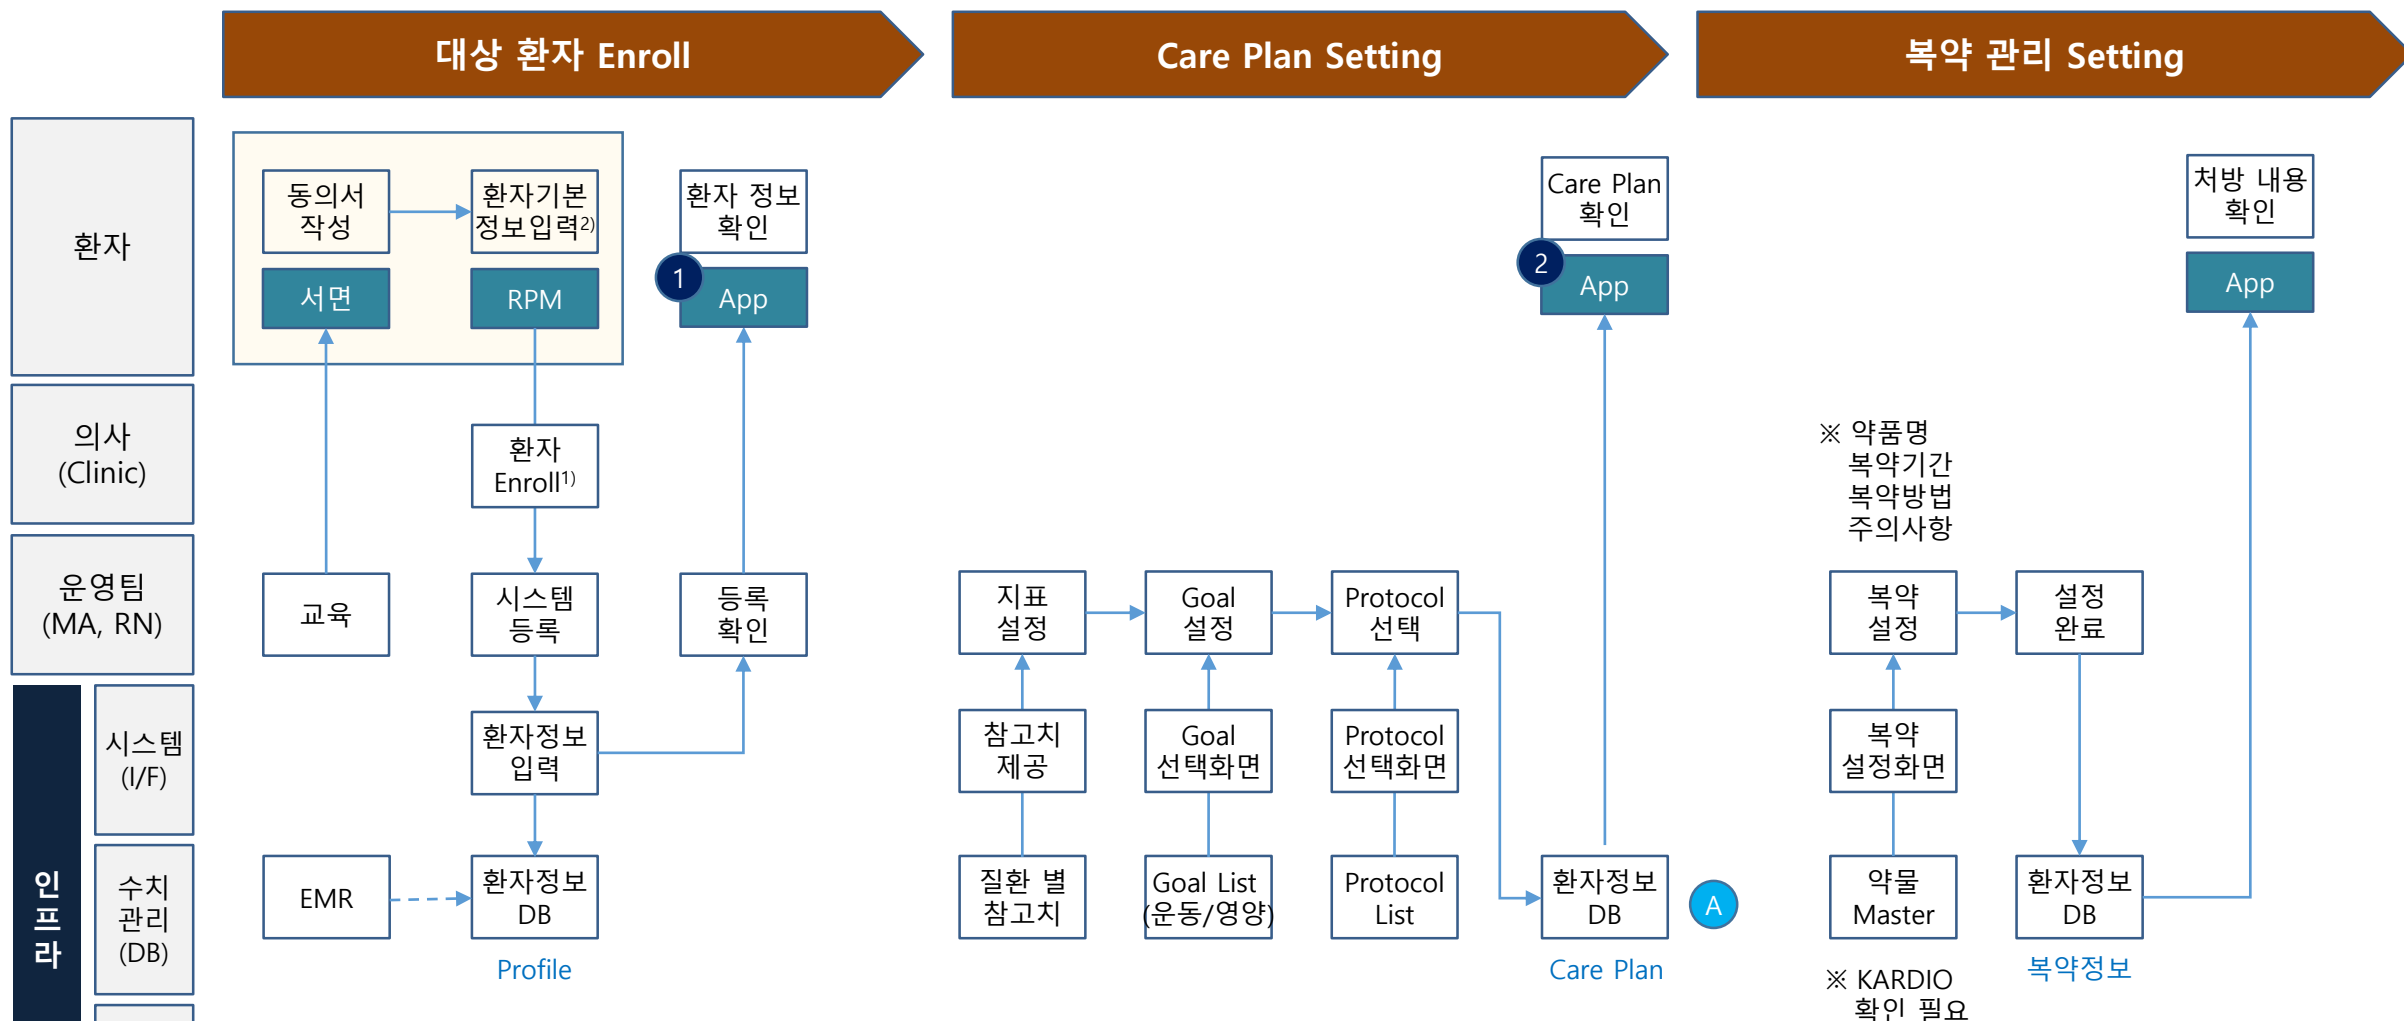 대상 환자 Enroll
Care Plan Setting
복약 관리 Setting
환자
동의서
작성
환자기본
정보입력2)
환자 정보
확인
Care Plan
확인
처방 내용
확인
서면
RPM
1
App
2
App
App
의사
(Clinic)
환자
Enroll1)
※ 약품명
복약기간
복약방법
주의사항
운영팀
(MA, RN)
교육
시스템
등록
등록
확인
지표
설정
Goal
설정
Protocol
선택
복약
설정
설정
완료
인
프
라
시스템
(I/F)
환자정보
입력
참고치
제공
Goal
선택화면
Protocol
선택화면
복약
설정화면
수치
관리
(DB)
EMR
환자정보
DB
질환 별
참고치
Goal List
(운동/영양)
Protocol
List
환자정보
DB
A
약물
Master
환자정보
DB
Profile
Care Plan
복약정보
※ KARDIO
확인 필요